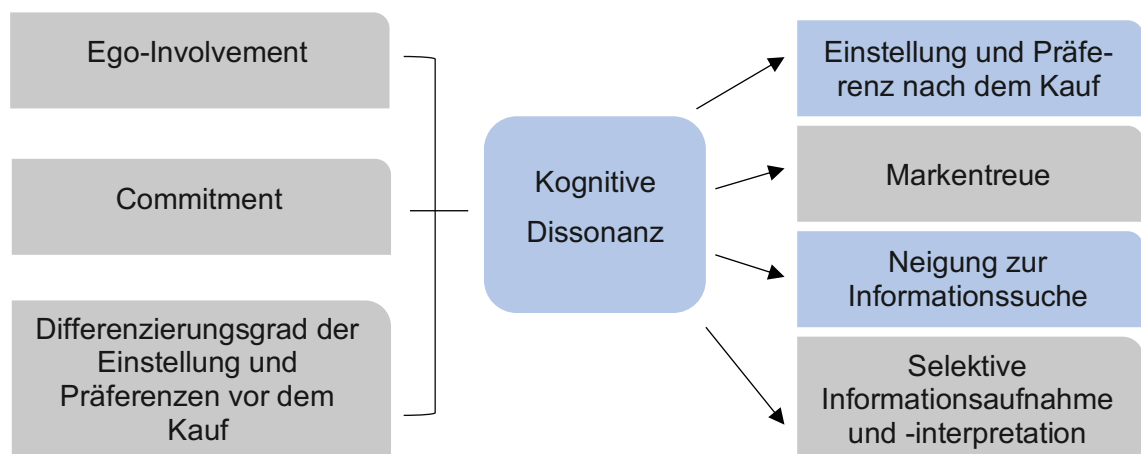 Ego-Involvement
Commitment
Differenzierungsgrad der
Einstellung und
Präferenzen vor dem
Kauf
Kognitive
Dissonanz
Einstellung und Präfe-
renz nach dem Kauf
Markentreue
Neigung zur
Informationssuche
Selektive
Informationsaufnahme
und -interpretation